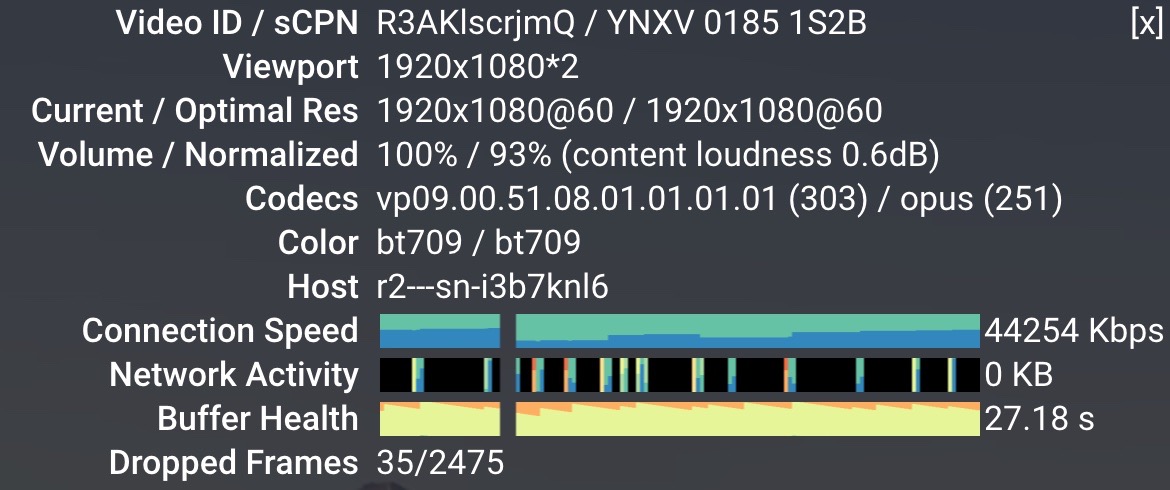 Video ID / sCPN R3AKlscrjmQ / YNXV 0185 1S2B [x]
Viewport 1920x1080*2
Current / Optimal Res 1920x1080@60 / 1920x1080@60
Volume / Normalized 100% / 93% (content loudness 0.6dB)
Codecs vp09.00.51.08.01.01.01.01 (303) / opus (251)
Color bt709 / bt709
Host r2---sn-i3b7knl6
Connection Speed 44254 Kbps
Network Activity 0 KB
Buffer Health 27.18 s
Dropped Frames 35/2475